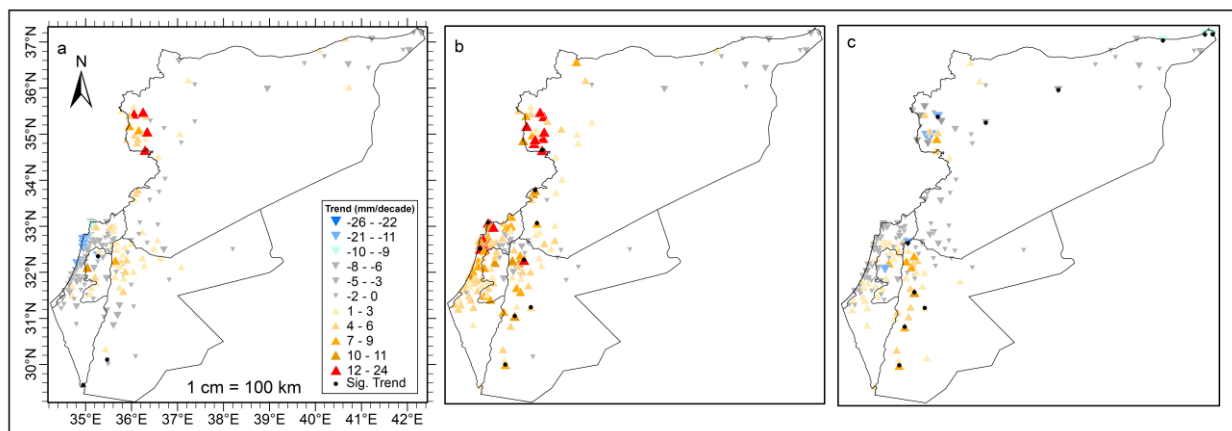 a
b
c
N
37°N
36°N
35°N
34°N
33°N
32°N
31°N
30°N
Trend (mm/decade)
-26 - -22
-21 - -11
-10 - -9
-8 - -6
-5 - -3
-2 - 0
1 - 3
4 - 6
7 - 9
10 - 11
12 - 24
Sig. Trend
1 cm = 100 km
35°E 36°E 37°E 38°E 39°E 40°E 41°E 42°E